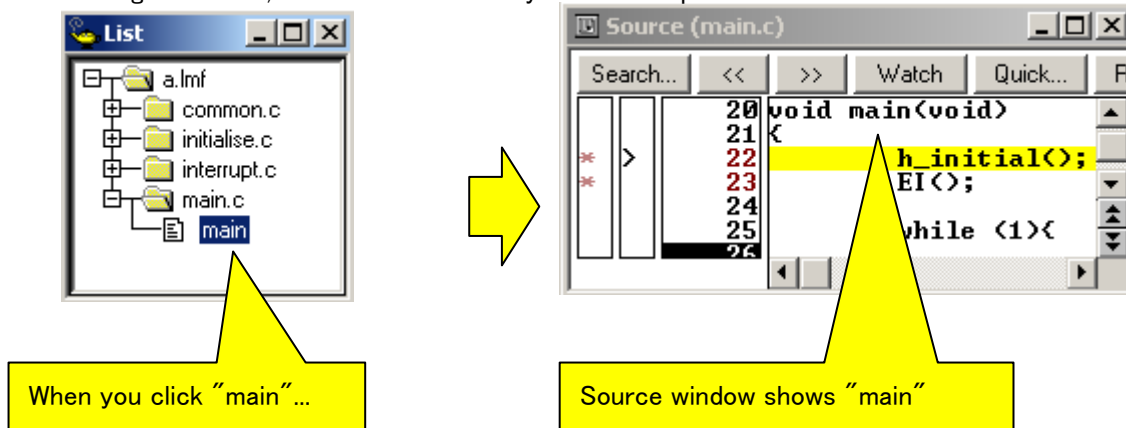 List
a.lmf
common.c
initialise.c
interrupt.c
main.c
main
When you click "main"...
Source (main.c)
Search... << >> Watch Quick...
20 void main(void)
21 {
* > 22 h_initial();
* 23 EI();
24
25 while (1){
26
Source window shows "main"